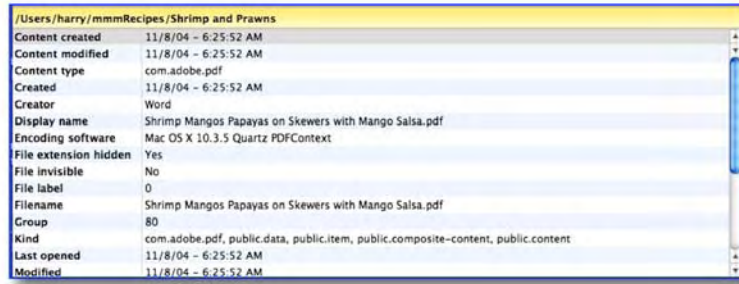 /Users/harry/mmmRecipes/Shrimp and Prawns
Content created 11/8/04 - 6:25:52 AM
Content modified 11/8/04 - 6:25:52 AM
Content type com.adobe.pdf
Created 11/8/04 - 6:25:52 AM
Creator Word
Display name Shrimp Mangos Papayas on Skewers with Mango Salsa.pdf
Encoding software Mac OS X 10.3.5 Quartz PDFContext
File extension hidden Yes
File invisible No
File label 0
Filename Shrimp Mangos Papayas on Skewers with Mango Salsa.pdf
Group 80
Kind com.adobe.pdf, public.data, public.item, public.composite-content, public.content
Last opened 11/8/04 - 6:25:52 AM
Modified 11/8/04 - 6:25:52 AM